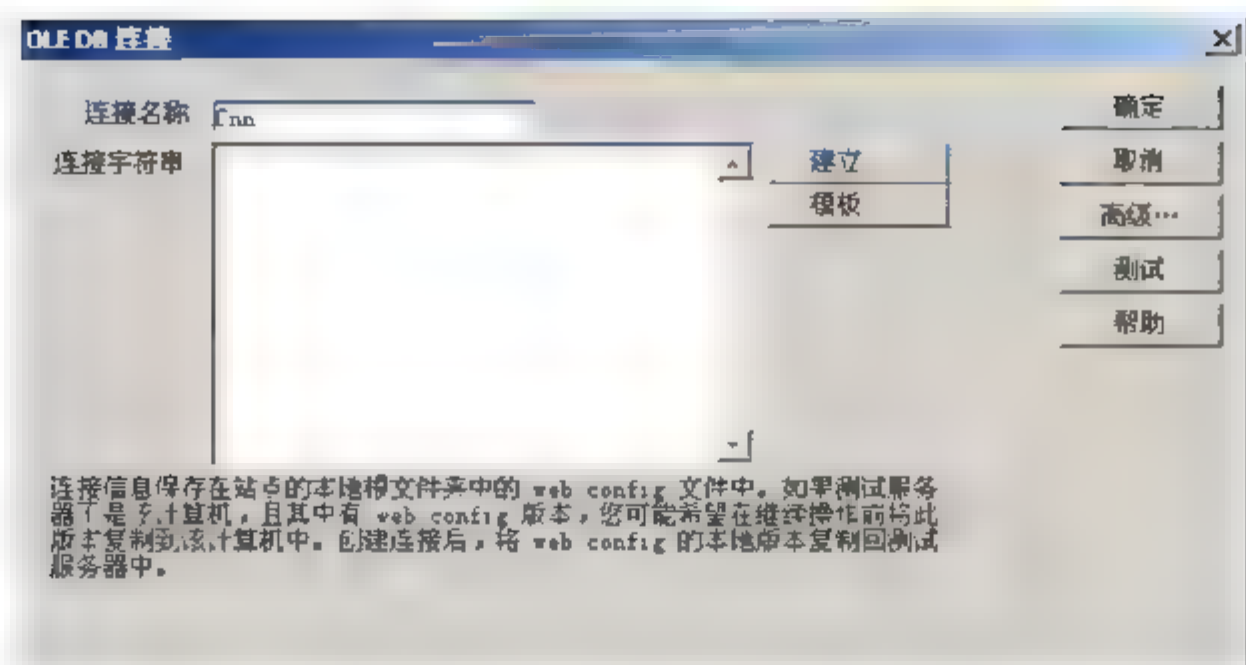 OLE DB 连接
连接名称
Cnn
确定
连接字符串
建立
取消
模板
高级…
测试
帮助
连接信息保存在站点的本地根文件夹中的 web config 文件中。如果测试服务
器不是本计算机，且其中有 web config 版本，您可能希望在继续操作前将此
版本复制到该计算机中。创建连接后，将 web config 的本地版本复制回测试
服务器中。